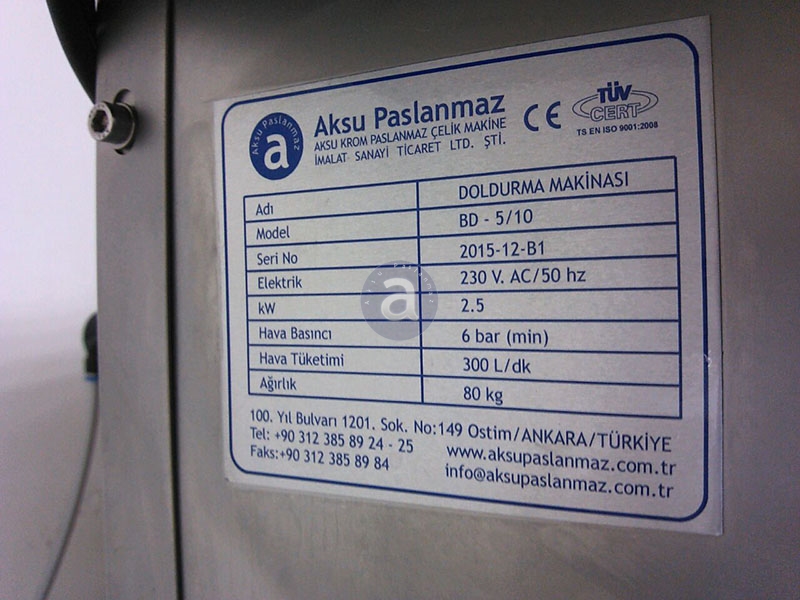 Aksu Paslanmaz
a
Aksu Paslanmaz
AKSU KROM PASLANMAZ ÇELİK MAKİNE
İMALAT SANAYİ TİCARET LTD. ŞTİ.
CE
TÜV
CERT
TS EN ISO 9001:2008
Adı DOLDURMA MAKİNASI
Model BD - 5/10
Seri No 2015-12-B1
Elektrik 230 V. AC/50 hz
kW 2.5
Hava Basıncı 6 bar (min)
Hava Tüketimi 300 L/dk
Ağırlık 80 kg
a
100. Yıl Bulvarı 1201. Sok. No:149 Ostim/ANKARA/TÜRKİYE
Tel: +90 312 385 89 24 - 25
www.aksupaslanmaz.com.tr
Faks:+90 312 385 89 84
info@aksupaslanmaz.com.tr